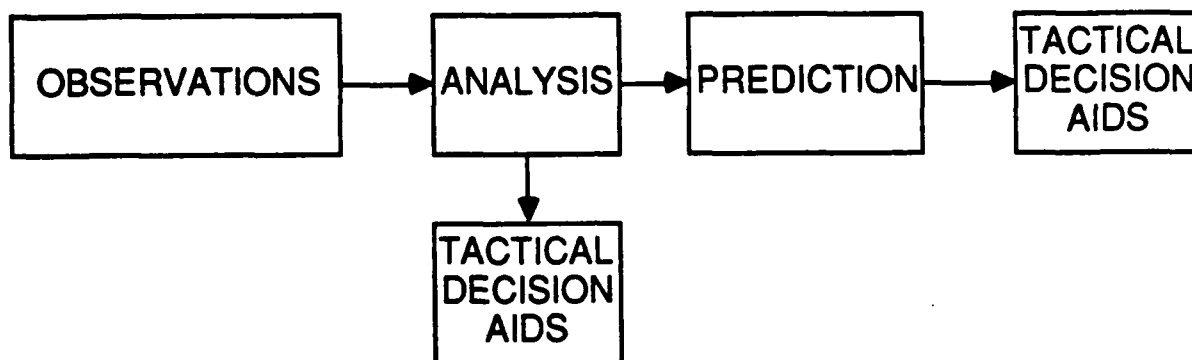 OBSERVATIONS
ANALYSIS
PREDICTION
TACTICAL
DECISION
AIDS
TACTICAL
DECISION
AIDS